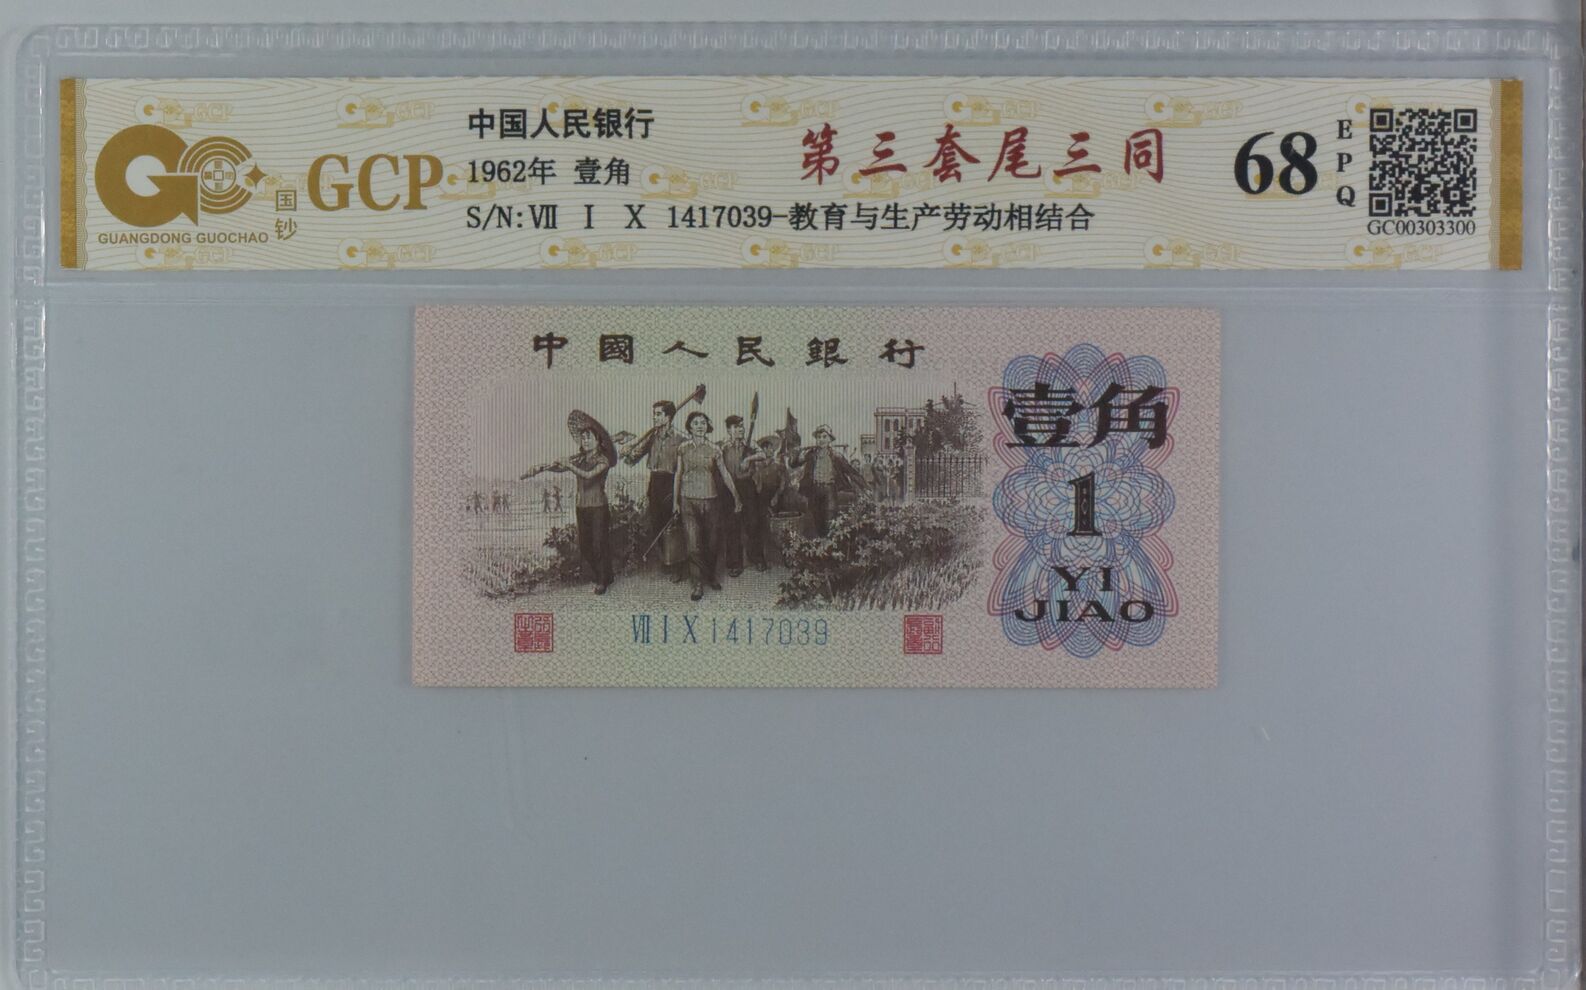 中国人民银行
1962年 壹角
S/N:Ⅶ Ⅰ Ⅹ 1417039-教育与生产劳动相结合
GCP
国钞
GUANGDONG GUOCHAO
第三套尾三同
68
EPQ
GC00303300
中國人民銀行
壹角
1
YI
JIAO
Ⅶ Ⅰ Ⅹ 1417039